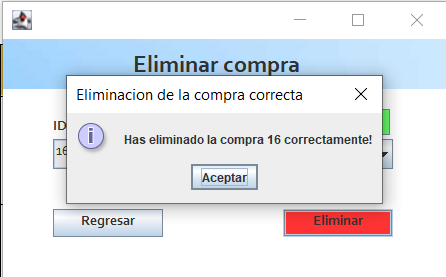 Eliminar compra
Eliminacion de la compra correcta
ID
Has eliminado la compra 16 correctamente!
16
Aceptar
Regresar
Eliminar